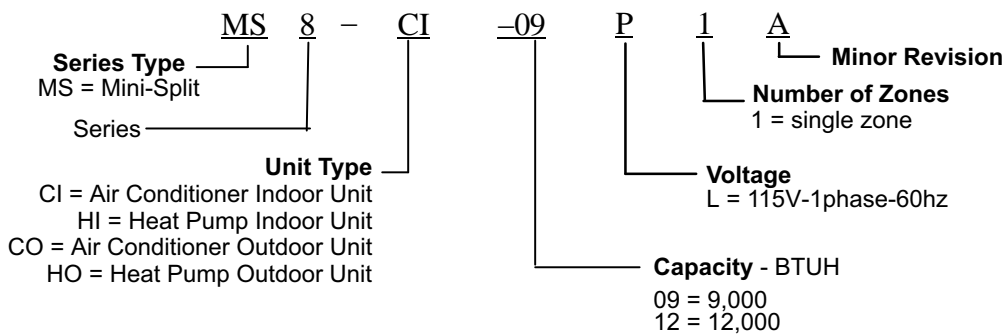 MS 8 – CI –09 P 1 A
Series Type
MS = Mini-Split
Minor Revision
Number of Zones
1 = single zone
Series
Unit Type
CI = Air Conditioner Indoor Unit
HI = Heat Pump Indoor Unit
CO = Air Conditioner Outdoor Unit
HO = Heat Pump Outdoor Unit
Voltage
L = 115V-1phase-60hz
Capacity - BTUH
09 = 9,000
12 = 12,000